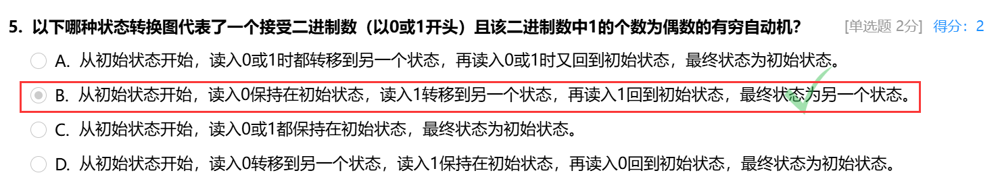 5. 以下哪种状态转换图代表了一个接受二进制数（以0或1开头）且该二进制数中1的个数为偶数的有穷自动机？ [单选题 2分] 得分：2
A. 从初始状态开始，读入0或1时都转移到另一个状态，再读入0或1时又回到初始状态，最终状态为初始状态。
B. 从初始状态开始，读入0保持在初始状态，读入1转移到另一个状态，再读入1回到初始状态，最终状态为另一个状态。
C. 从初始状态开始，读入0或1都保持在初始状态，最终状态为初始状态。
D. 从初始状态开始，读入0转移到另一个状态，读入1保持在初始状态，再读入0回到初始状态，最终状态为初始状态。